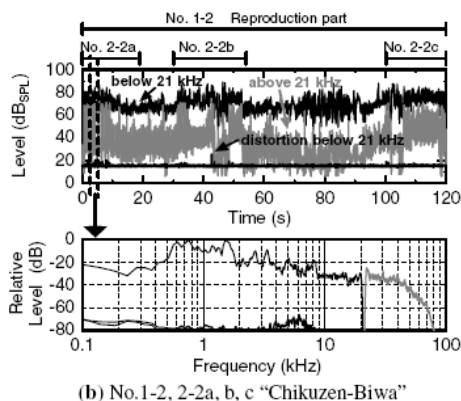 No. 1-2 Reproduction part
No. 2-2a No. 2-2b No. 2-2c
100
80
60
40
20
0
Level (dBSPL)
below 21 kHz above 21 kHz
distortion below 21 kHz
0 20 40 60 80 100 120
Time (s)
0
-20
-40
-60
-80
Relative Level (dB)
0.1 1 10 100
Frequency (kHz)
(b) No.1-2, 2-2a, b, c “Chikuzen-Biwa”